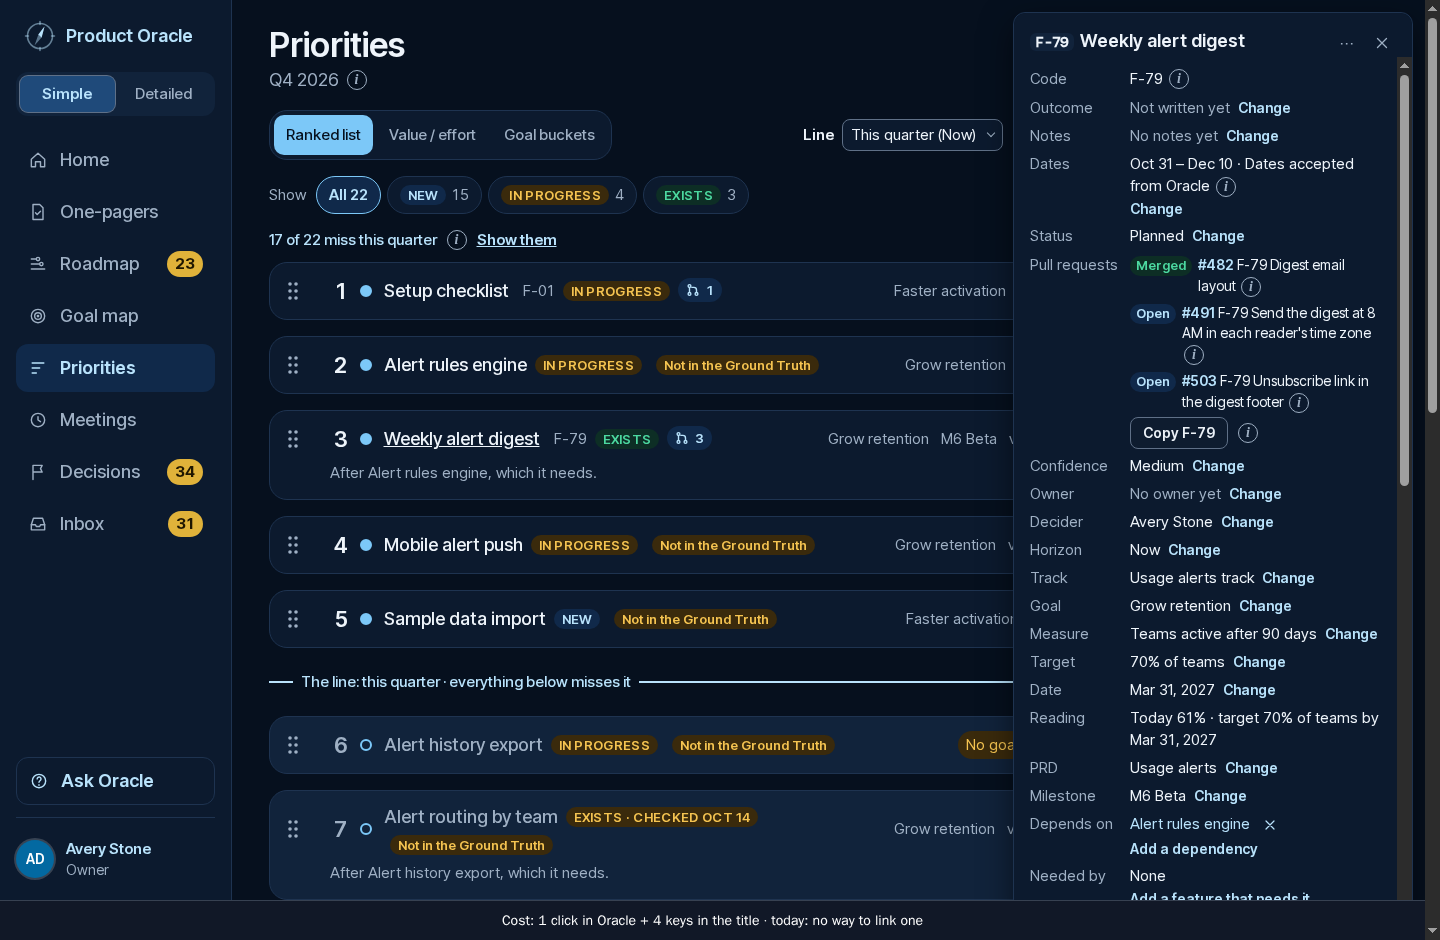 Product Oracle
Simple
Detailed
Home
One-pagers
Roadmap 23
Goal map
Priorities
Meetings
Decisions 34
Inbox 31
Ask Oracle
AD
Avery Stone
Owner
Priorities
Q4 2026 i
Ranked list Value / effort Goal buckets
Line This quarter (Now)
Show All 22 NEW 15 IN PROGRESS 4 EXISTS 3
17 of 22 miss this quarter i Show them
1 Setup checklist F-01 IN PROGRESS 1 Faster activation
2 Alert rules engine IN PROGRESS Not in the Ground Truth Grow retention
3 Weekly alert digest F-79 EXISTS 3 Grow retention M6 Beta
After Alert rules engine, which it needs.
4 Mobile alert push IN PROGRESS Not in the Ground Truth Grow retention
5 Sample data import NEW Not in the Ground Truth Faster activation
The line: this quarter · everything below misses it
6 Alert history export IN PROGRESS Not in the Ground Truth No goa
7 Alert routing by team EXISTS · CHECKED OCT 14
Not in the Ground Truth
Grow retention
After Alert history export, which it needs.
F-79 Weekly alert digest ...
Code F-79 i
Outcome Not written yet Change
Notes No notes yet Change
Dates Oct 31 – Dec 10 · Dates accepted
from Oracle i
Change
Status Planned Change
Pull requests Merged #482 F-79 Digest email
layout i
Open #491 F-79 Send the digest at 8
AM in each reader's time zone
i
Open #503 F-79 Unsubscribe link in
the digest footer i
Copy F-79 i
Confidence Medium Change
Owner No owner yet Change
Decider Avery Stone Change
Horizon Now Change
Track Usage alerts track Change
Goal Grow retention Change
Measure Teams active after 90 days Change
Target 70% of teams Change
Date Mar 31, 2027 Change
Reading Today 61% · target 70% of teams by
Mar 31, 2027
PRD Usage alerts Change
Milestone M6 Beta Change
Depends on Alert rules engine
Add a dependency
Needed by None
Add a feature that needs it
Cost: 1 click in Oracle + 4 keys in the title · today: no way to link one